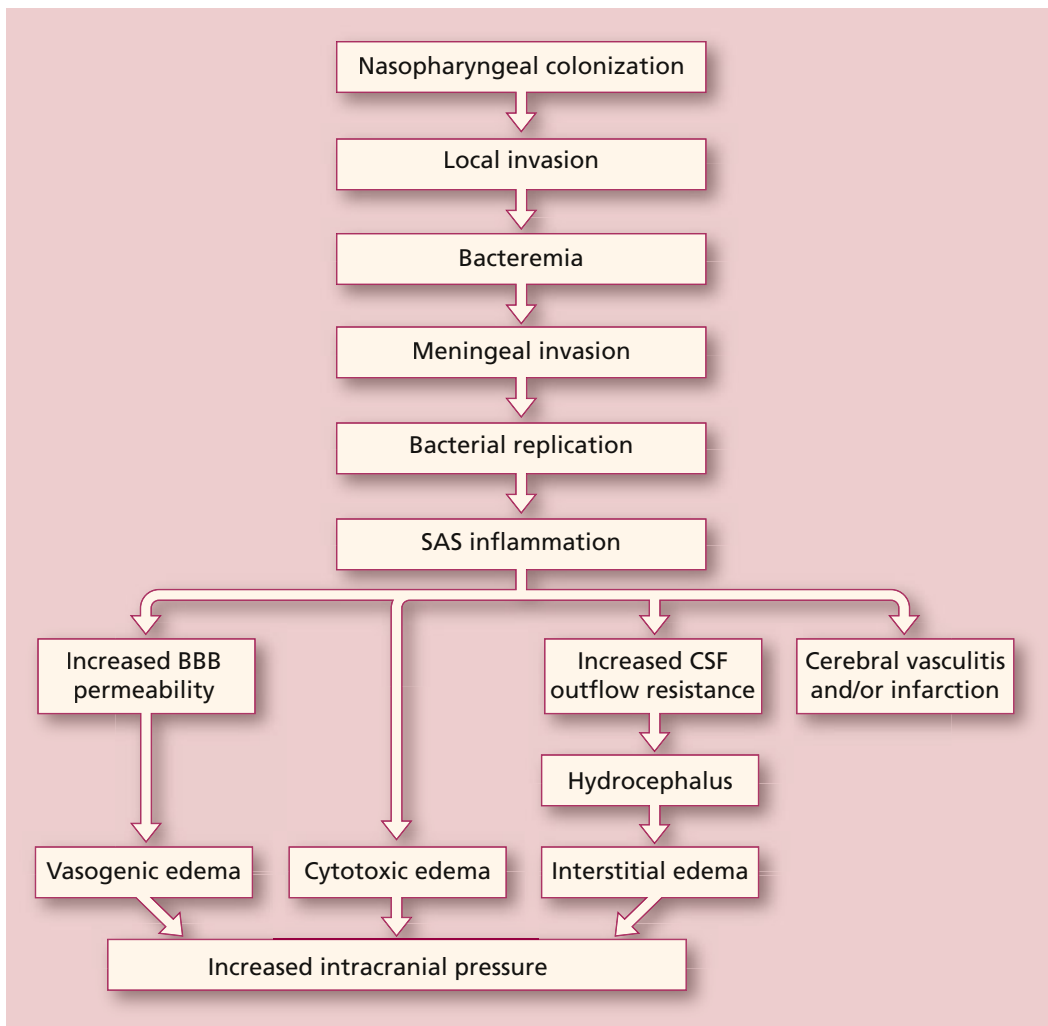 Nasopharyngeal colonization
Local invasion
Bacteremia
Meningeal invasion
Bacterial replication
SAS inflammation
Increased BBB
permeability
Increased CSF
outflow resistance
Cerebral vasculitis
and/or infarction
Hydrocephalus
Vasogenic edema
Cytotoxic edema
Interstitial edema
Increased intracranial pressure